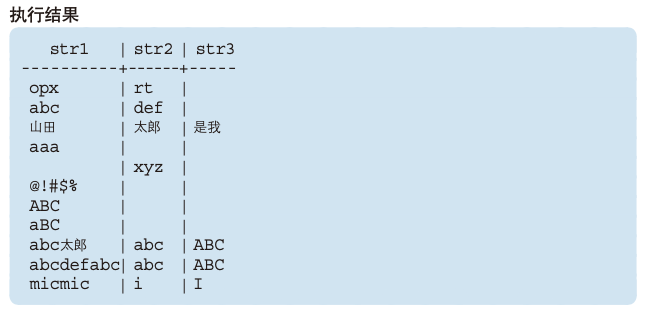 执行结果
   str1   | str2 | str3
----------+------+-----
opx       | rt   |
abc       | def  |
山田      | 太郎 | 是我
aaa       |      |
          | xyz  |
@!#$%     |      |
ABC       |      |
aBC       |      |
abc太郎   | abc  | ABC
abcdefabc | abc  | ABC
micmic    | i    | I